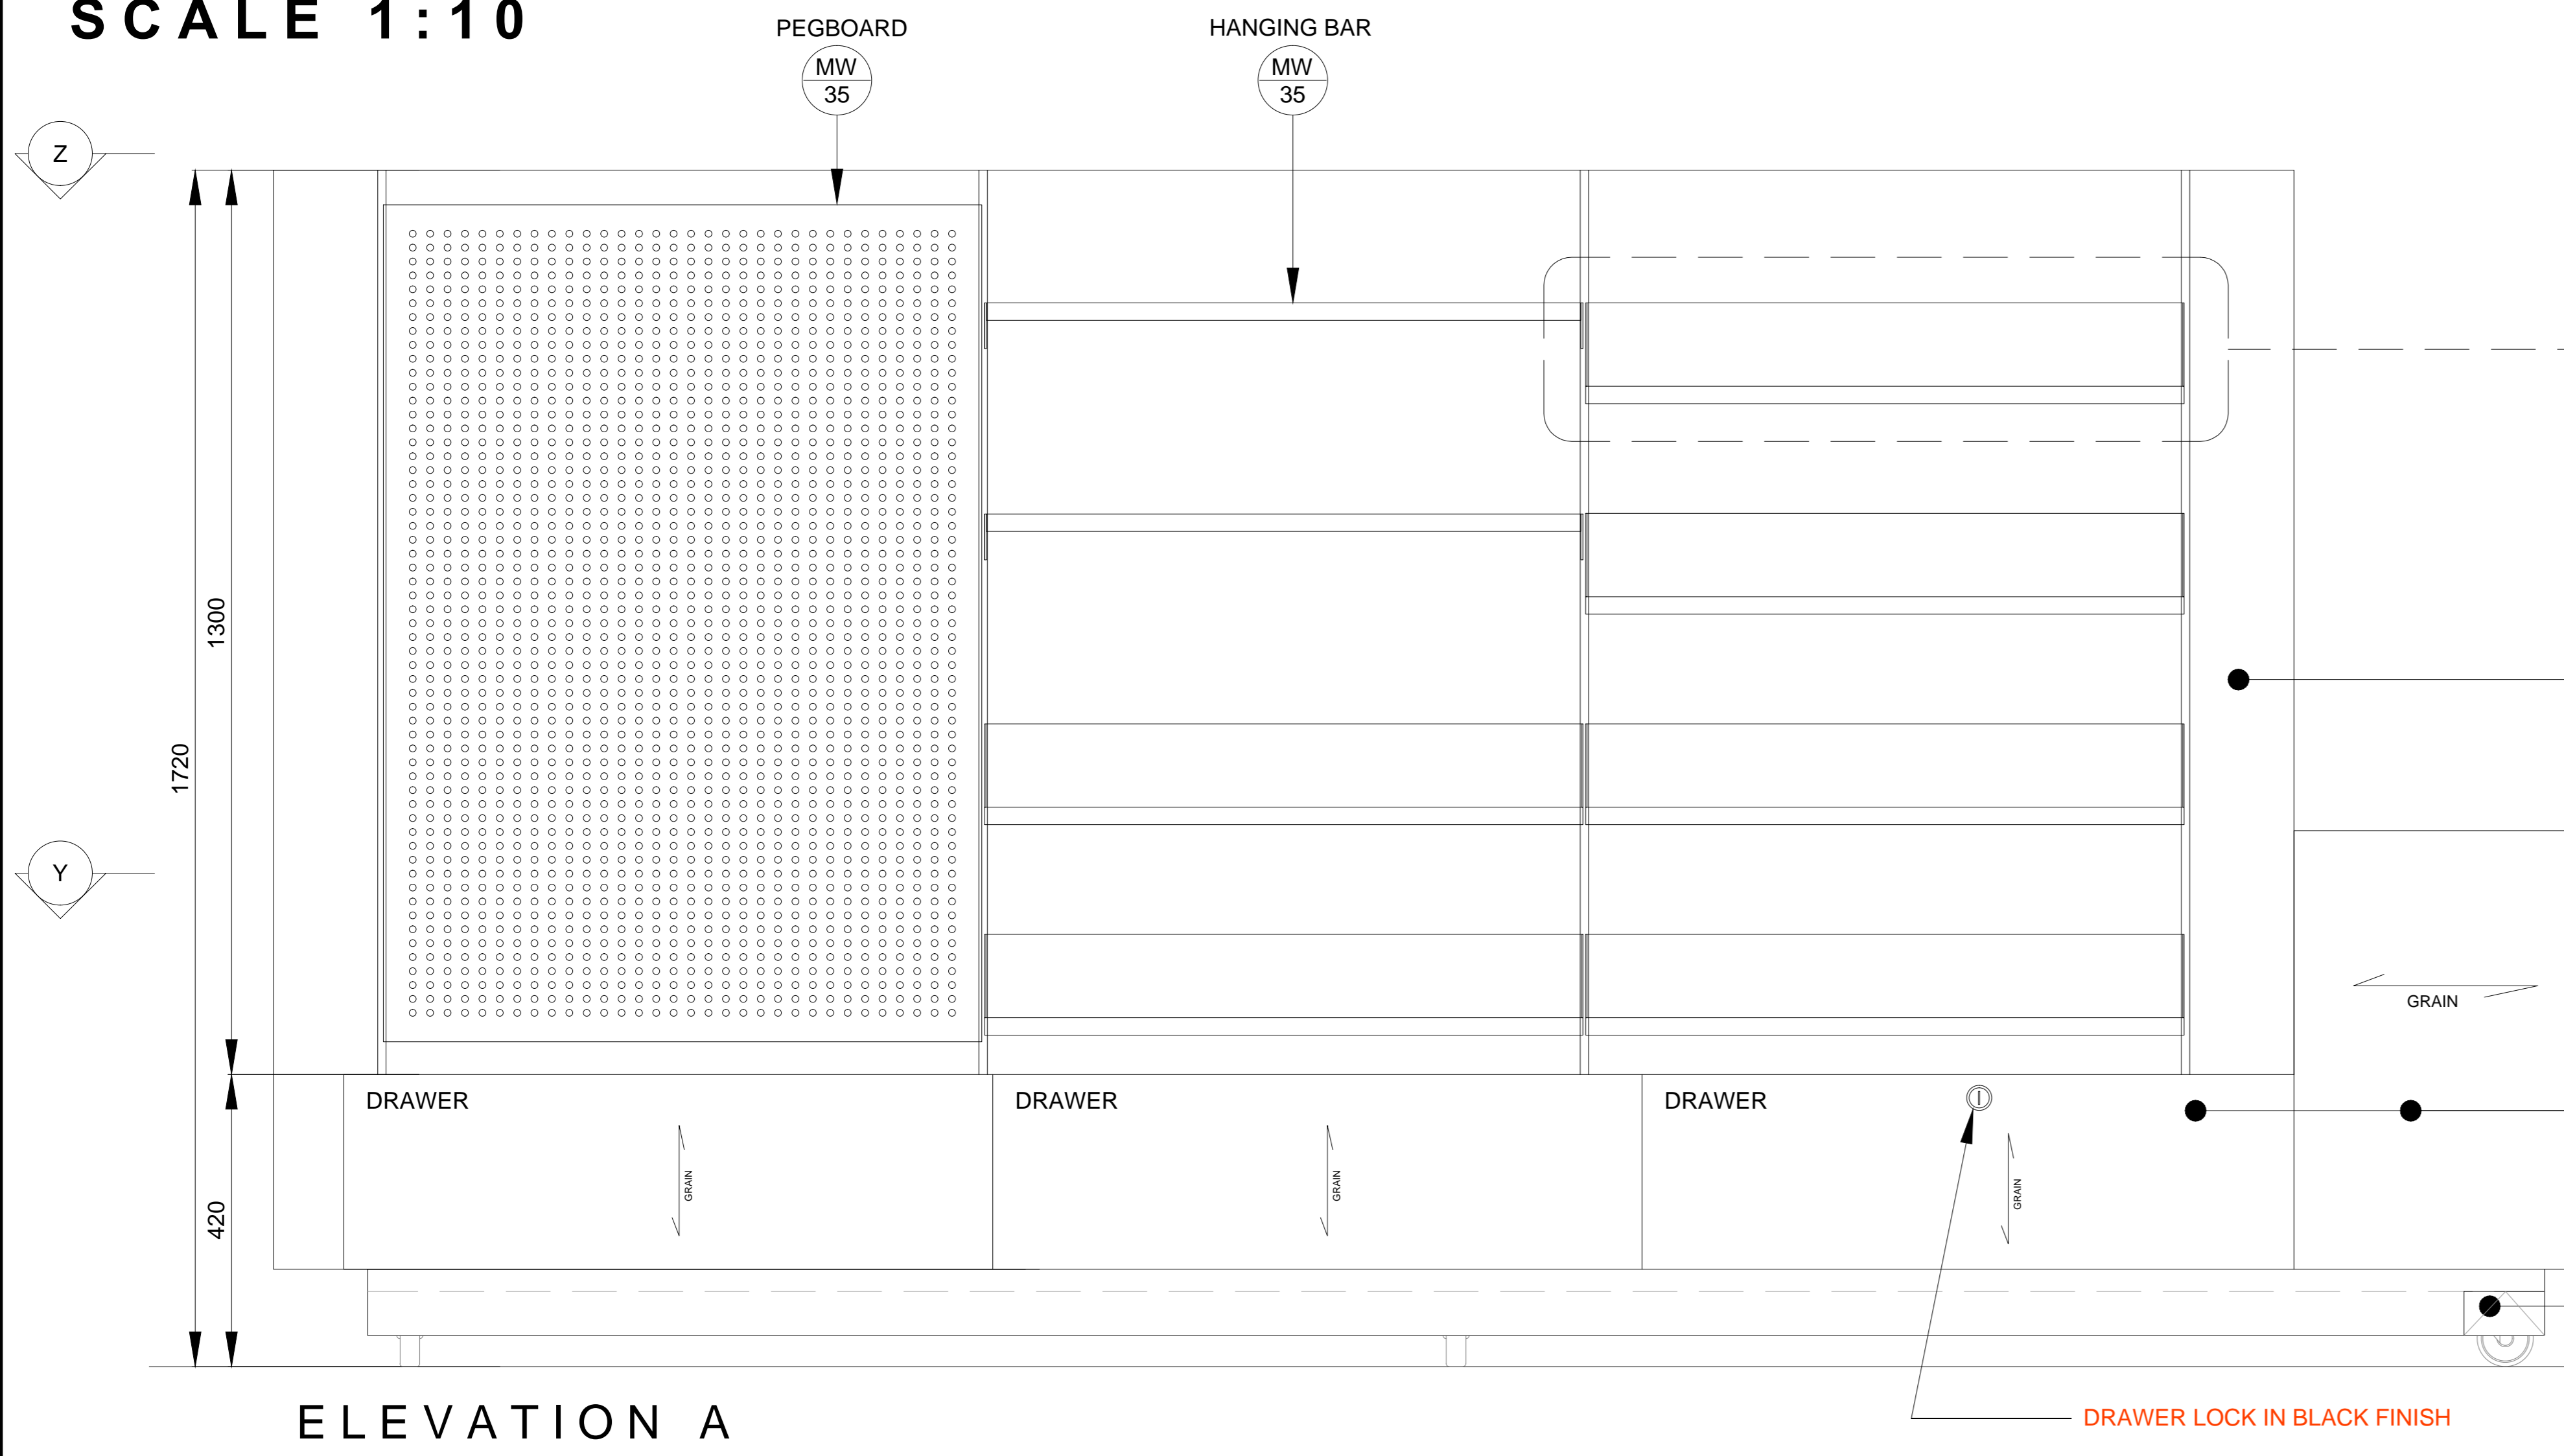 SCALE 1:10
PEGBOARD
MW
35
HANGING BAR
MW
35
Z
1300
1720
Y
GRAIN
DRAWER
DRAWER
DRAWER
GRAIN
GRAIN
GRAIN
420
ELEVATION A
DRAWER LOCK IN BLACK FINISH